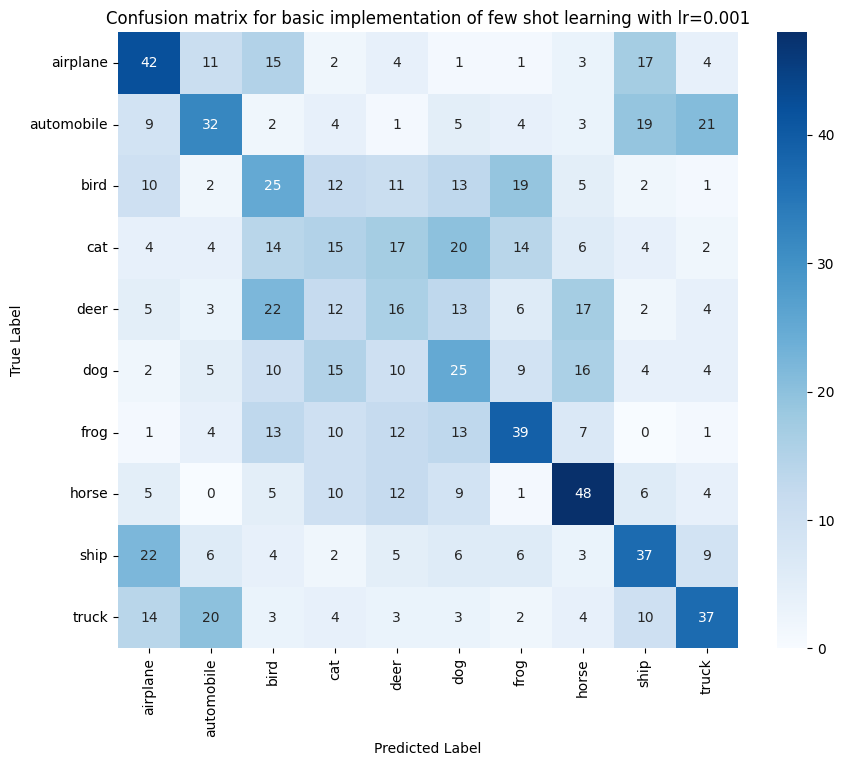 Confusion matrix for basic implementation of few shot learning with lr=0.001
airplane 42 11 15 2 4 1 1 3 17 4
automobile 9 32 2 4 1 5 4 3 19 21
bird 10 2 25 12 11 13 19 5 2 1
cat 4 4 14 15 17 20 14 6 4 2
deer 5 3 22 12 16 13 6 17 2 4
dog 2 5 10 15 10 25 9 16 4 4
frog 1 4 13 10 12 13 39 7 0 1
horse 5 0 5 10 12 9 1 48 6 4
ship 22 6 4 2 5 6 6 3 37 9
truck 14 20 3 4 3 3 2 4 10 37
True Label
airplane automobile bird cat deer dog frog horse ship truck
Predicted Label
40
30
20
10
0